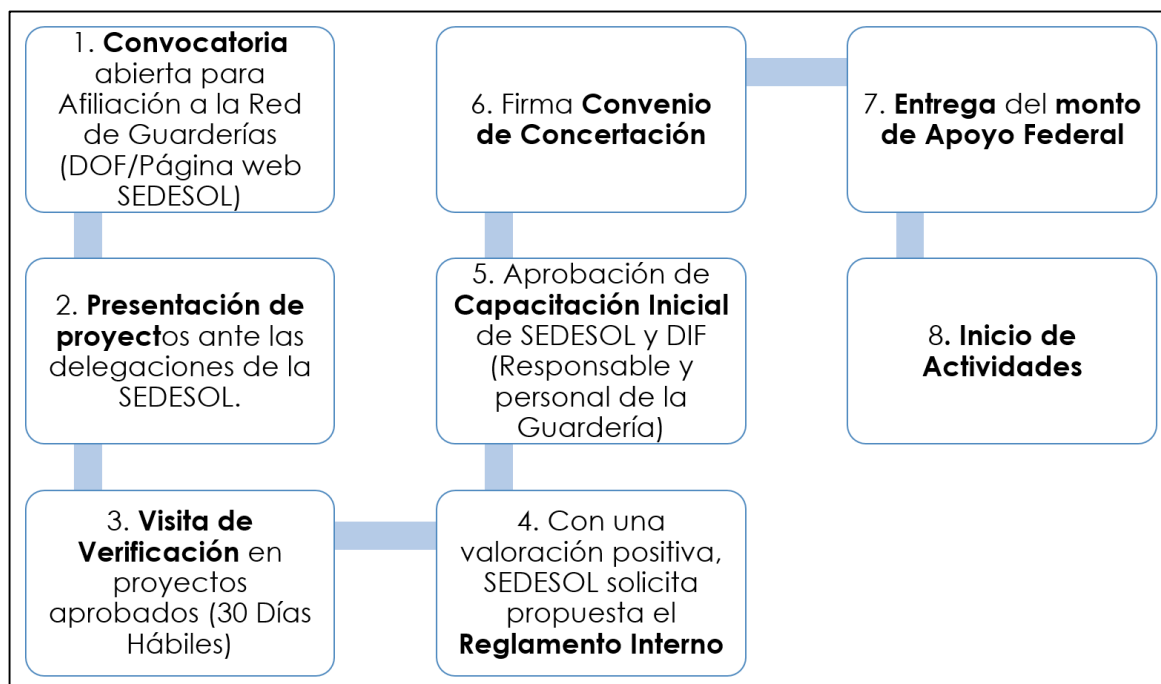 1. Convocatoria
abierta para
Afiliación a la Red
de Guarderías
(DOF/Página web
SEDESOL)
2. Presentación de
proyectos ante las
delegaciones de la
SEDESOL.
3. Visita de
Verificación en
proyectos
aprobados (30 Días
Hábiles)
4. Con una
valoración positiva,
SEDESOL solicita
propuesta el
Reglamento Interno
5. Aprobación de
Capacitación Inicial
de SEDESOL y DIF
(Responsable y
personal de la
Guardería)
6. Firma Convenio
de Concertación
7. Entrega del monto
de Apoyo Federal
8. Inicio de
Actividades